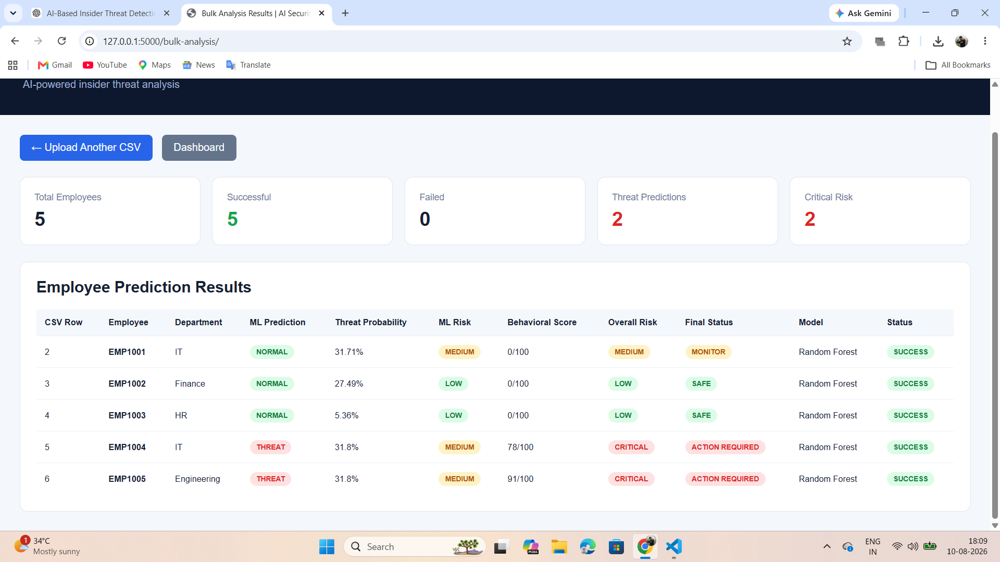 AI-Based Insider Threat Detectic
Bulk Analysis Results | AI Securit
Ask Gemini
127.0.0.1:5000/bulk-analysis/
Gmail
YouTube
Maps
News
Translate
All Bookmarks
AI-powered insider threat analysis
← Upload Another CSV
Dashboard
Total Employees
5
Successful
5
Failed
0
Threat Predictions
2
Critical Risk
2
Employee Prediction Results
CSV Row Employee Department ML Prediction Threat Probability ML Risk Behavioral Score Overall Risk Final Status Model Status
2 EMP1001 IT NORMAL 31.71% MEDIUM 0/100 MEDIUM MONITOR Random Forest SUCCESS
3 EMP1002 Finance NORMAL 27.49% LOW 0/100 LOW SAFE Random Forest SUCCESS
4 EMP1003 HR NORMAL 5.36% LOW 0/100 LOW SAFE Random Forest SUCCESS
5 EMP1004 IT THREAT 31.8% MEDIUM 78/100 CRITICAL ACTION REQUIRED Random Forest SUCCESS
6 EMP1005 Engineering THREAT 31.8% MEDIUM 91/100 CRITICAL ACTION REQUIRED Random Forest SUCCESS
1
34°C
Mostly sunny
Search
M365
ENG
IN
18:09
10-08-2026